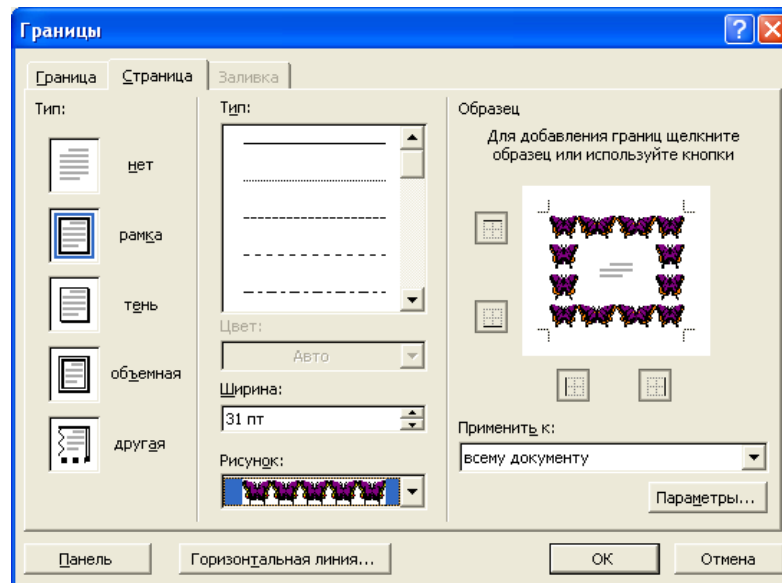 Границы
Граница
Страница
Заливка
Тип:
нет
рамка
тень
объемная
другая
Тип:
Цвет:
Авто
Ширина:
31 пт
Рисунок:
Образец
Для добавления границ щелкните
образец или используйте кнопки
Применить к:
всему документу
Параметры...
Панель
Горизонтальная линия...
ОК
Отмена